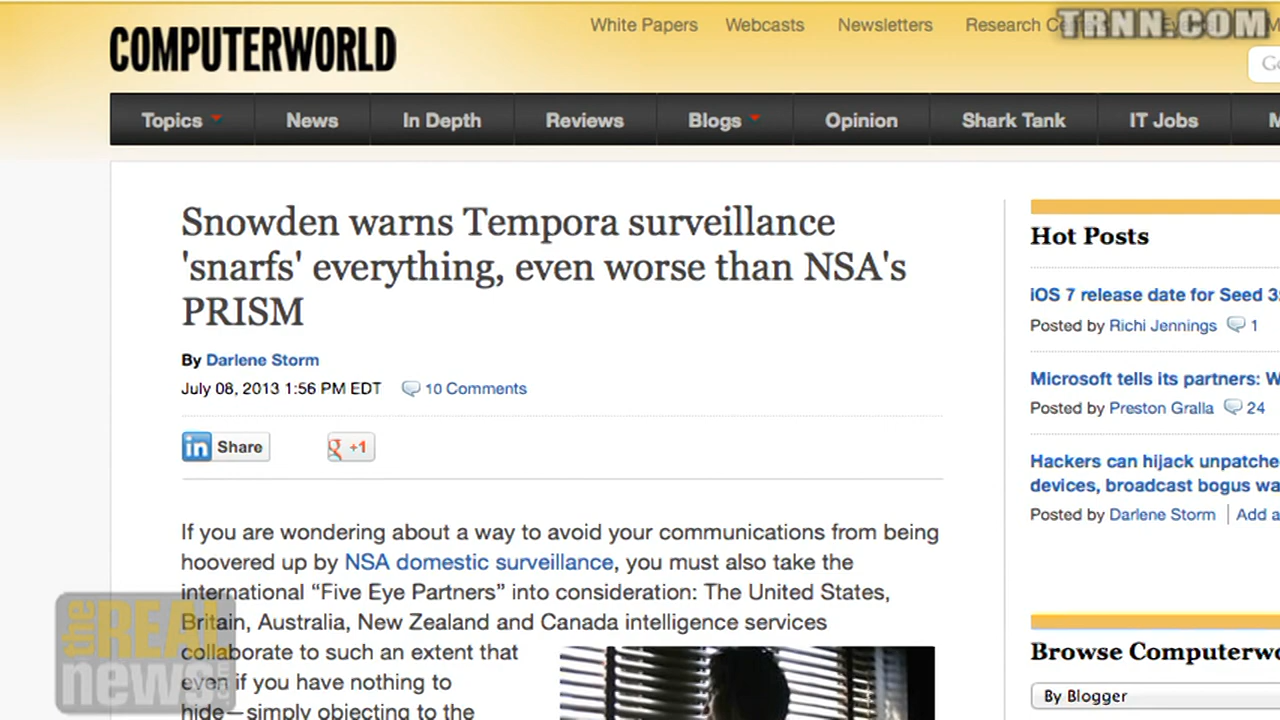 White Papers Webcasts Newsletters Research
TRNN.COM
COMPUTERWORLD
Topics News In Depth Reviews Blogs Opinion Shark Tank IT Jobs
Snowden warns Tempora surveillance
'snarfs' everything, even worse than NSA's
PRISM
By Darlene Storm
July 08, 2013 1:56 PM EDT 10 Comments
in Share
g +1
If you are wondering about a way to avoid your communications from being
hoovered up by NSA domestic surveillance, you must also take the
international “Five Eye Partners” into consideration: The United States,
Britain, Australia, New Zealand and Canada intelligence services
collaborate to such an extent that
even if you have nothing to
hide—simply objecting to the
the REAL
news.com
Hot Posts
iOS 7 release date for Seed
Posted by Richi Jennings 1
Microsoft tells its partners:
Posted by Preston Gralla 24
Hackers can hijack
devices, broadcast bogus
Posted by Darlene Storm | Add
Browse
By Blogger